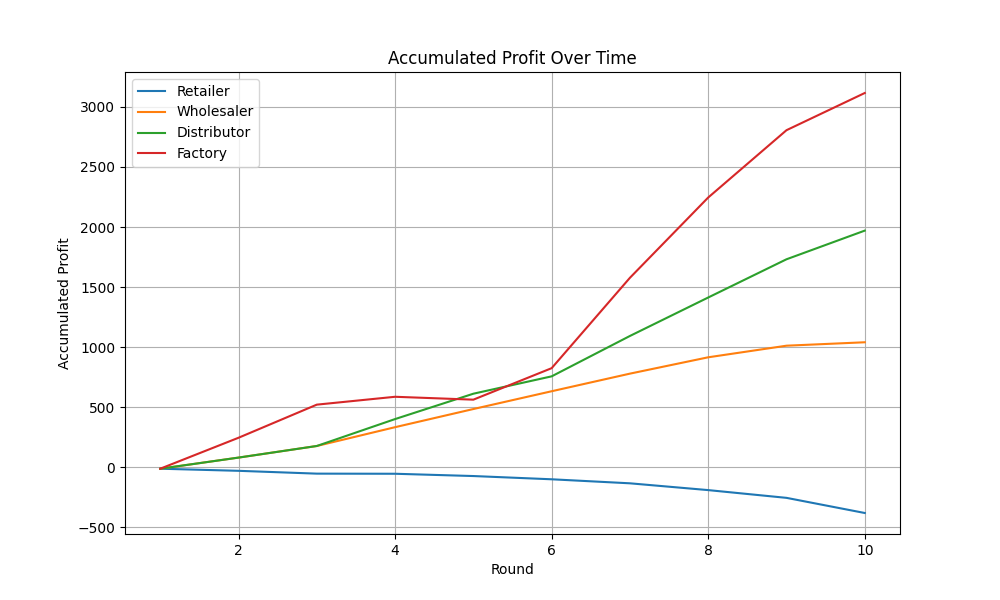 Accumulated Profit Over Time
Retailer
Wholesaler
Distributor
Factory
Accumulated Profit
3000
2500
2000
1500
1000
500
0
−500
2 4 6 8 10
Round